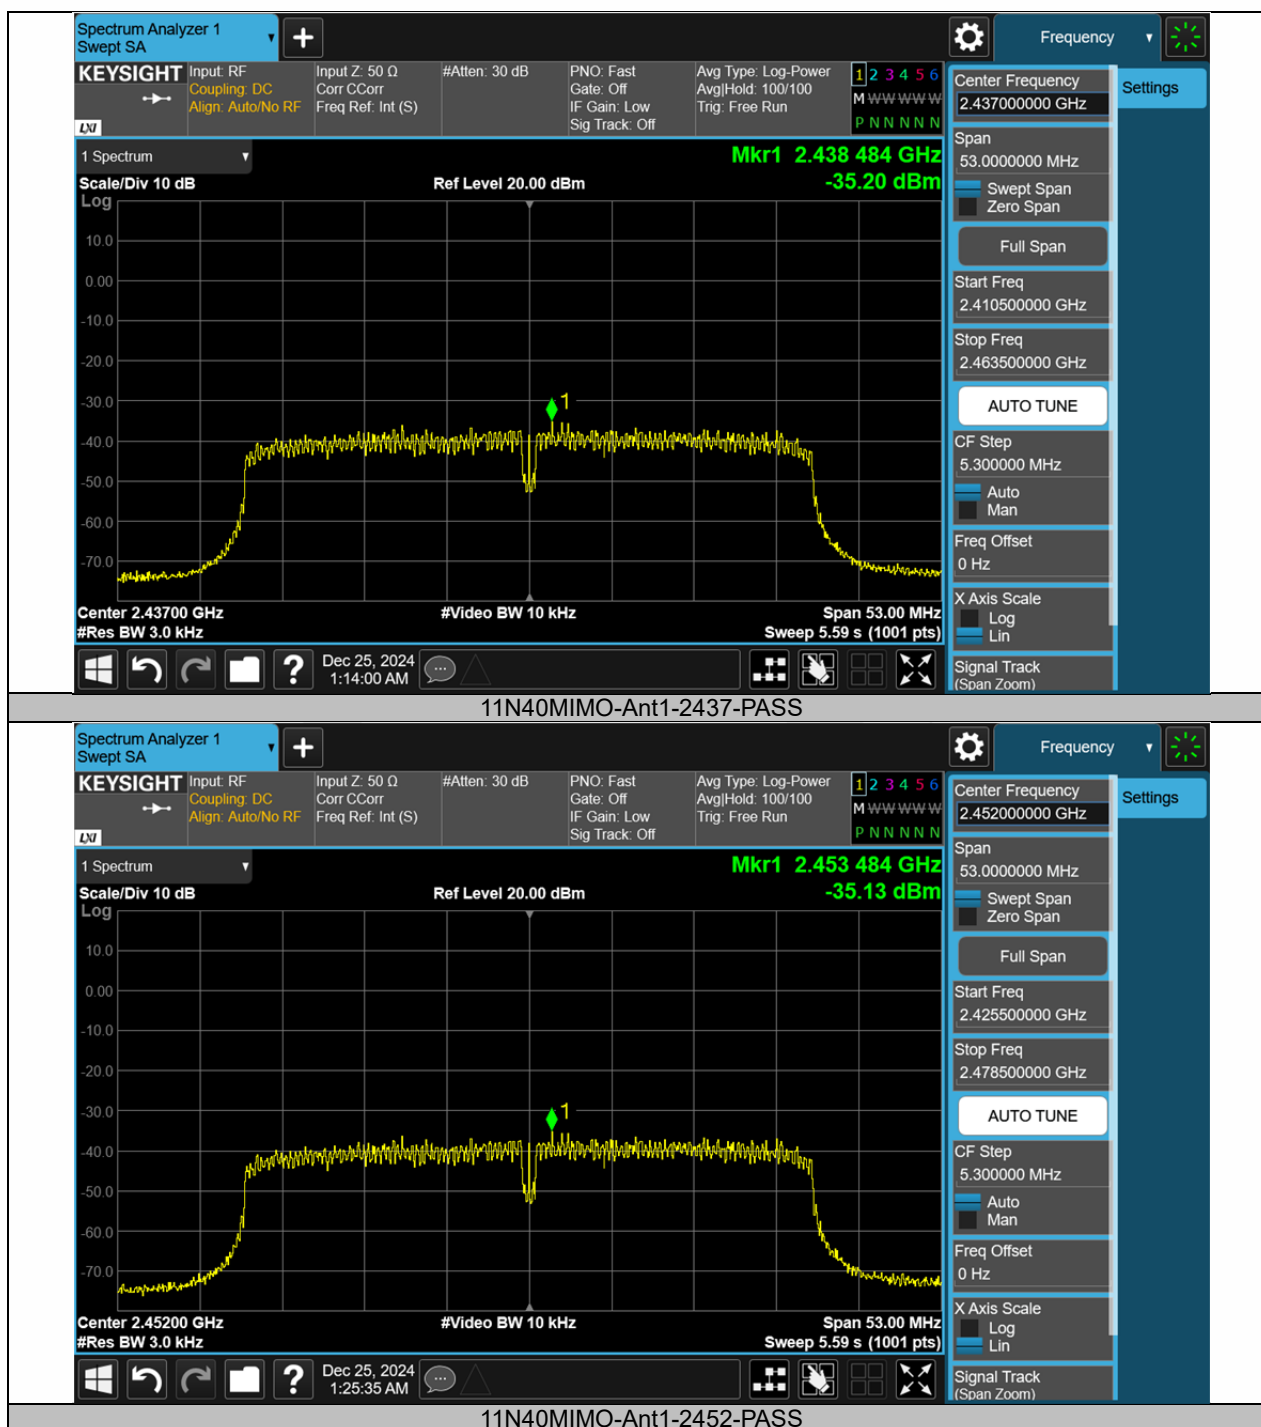 Spectrum Analyzer 1
Swept SA
+
Frequency
KEYSIGHT
LXI
Input: RF
Coupling: DC
Align: Auto/No RF
Input Z: 50 Ω
Corr CCorr
Freq Ref: Int (S)
#Atten: 30 dB
PNO: Fast
Gate: Off
IF Gain: Low
Sig Track: Off
Avg Type: Log-Power
Avg|Hold: 100/100
Trig: Free Run
1 2 3 4 5 6
M W W W W W
P N N N N N
1 Spectrum
Scale/Div 10 dB
Ref Level 20.00 dBm
Mkr1 2.438 484 GHz
-35.20 dBm
Log
10.0
0.00
-10.0
-20.0
-30.0
-40.0
-50.0
-60.0
-70.0
1
Center 2.43700 GHz
#Video BW 10 kHz
Span 53.00 MHz
#Res BW 3.0 kHz
Sweep 5.59 s (1001 pts)
Dec 25, 2024
1:14:00 AM
Center Frequency
2.437000000 GHz
Settings
Span
53.0000000 MHz
Swept Span
Zero Span
Full Span
Start Freq
2.410500000 GHz
Stop Freq
2.463500000 GHz
AUTO TUNE
CF Step
5.300000 MHz
Auto
Man
Freq Offset
0 Hz
X Axis Scale
Log
Lin
Signal Track
(Span Zoom)
11N40MIMO-Ant1-2437-PASS
Spectrum Analyzer 1
Swept SA
+
Frequency
KEYSIGHT
LXI
Input: RF
Coupling: DC
Align: Auto/No RF
Input Z: 50 Ω
Corr CCorr
Freq Ref: Int (S)
#Atten: 30 dB
PNO: Fast
Gate: Off
IF Gain: Low
Sig Track: Off
Avg Type: Log-Power
Avg|Hold: 100/100
Trig: Free Run
1 2 3 4 5 6
M W W W W W
P N N N N N
1 Spectrum
Scale/Div 10 dB
Ref Level 20.00 dBm
Mkr1 2.453 484 GHz
-35.13 dBm
Log
10.0
0.00
-10.0
-20.0
-30.0
-40.0
-50.0
-60.0
-70.0
1
Center 2.45200 GHz
#Video BW 10 kHz
Span 53.00 MHz
#Res BW 3.0 kHz
Sweep 5.59 s (1001 pts)
Dec 25, 2024
1:25:35 AM
Center Frequency
2.452000000 GHz
Settings
Span
53.0000000 MHz
Swept Span
Zero Span
Full Span
Start Freq
2.425500000 GHz
Stop Freq
2.478500000 GHz
AUTO TUNE
CF Step
5.300000 MHz
Auto
Man
Freq Offset
0 Hz
X Axis Scale
Log
Lin
Signal Track
(Span Zoom)
11N40MIMO-Ant1-2452-PASS